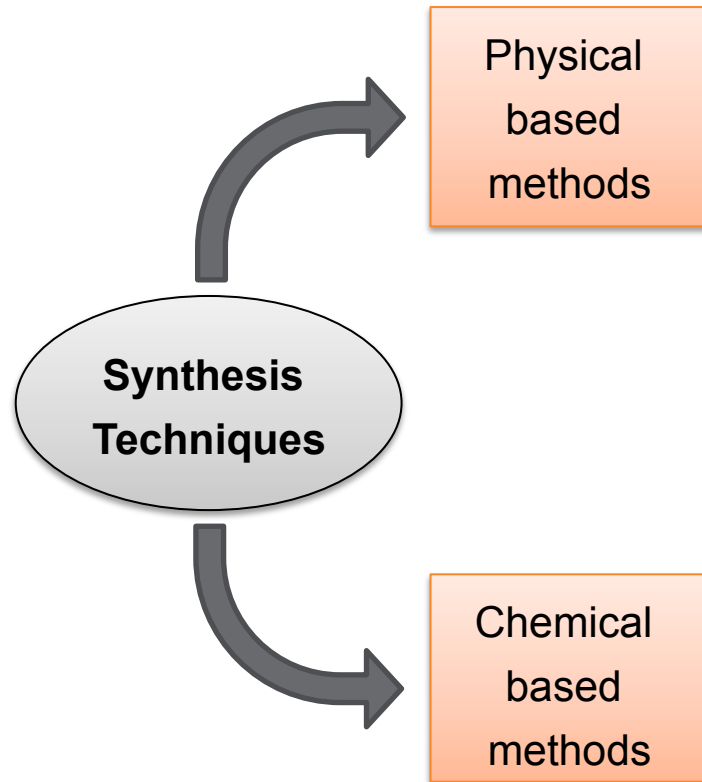 Physical
based
methods
Synthesis
Techniques
Chemical
based
methods